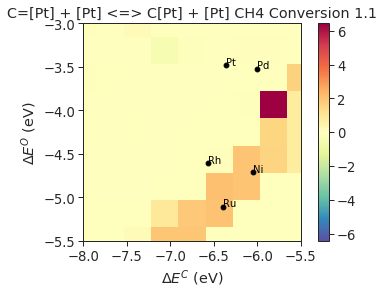 C=[Pt] + [Pt] <=> C[Pt] + [Pt] CH4 Conversion 1.1
−3.0
−3.5
−4.0
−4.5
−5.0
−5.5
ΔE^O (eV)
Pt
Pd
Rh
Ni
Ru
−8.0 −7.5 −7.0 −6.5 −6.0 −5.5
ΔE^C (eV)
6
4
2
0
−2
−4
−6